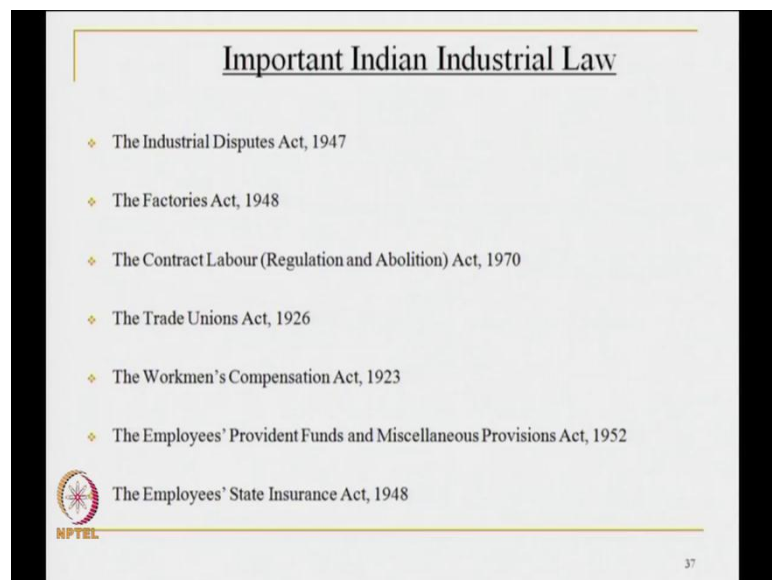 Important Indian Industrial Law
The Industrial Disputes Act, 1947
The Factories Act, 1948
The Contract Labour (Regulation and Abolition) Act, 1970
The Trade Unions Act, 1926
The Workmen's Compensation Act, 1923
The Employees' Provident Funds and Miscellaneous Provisions Act, 1952
The Employees' State Insurance Act, 1948
NPTEL
37